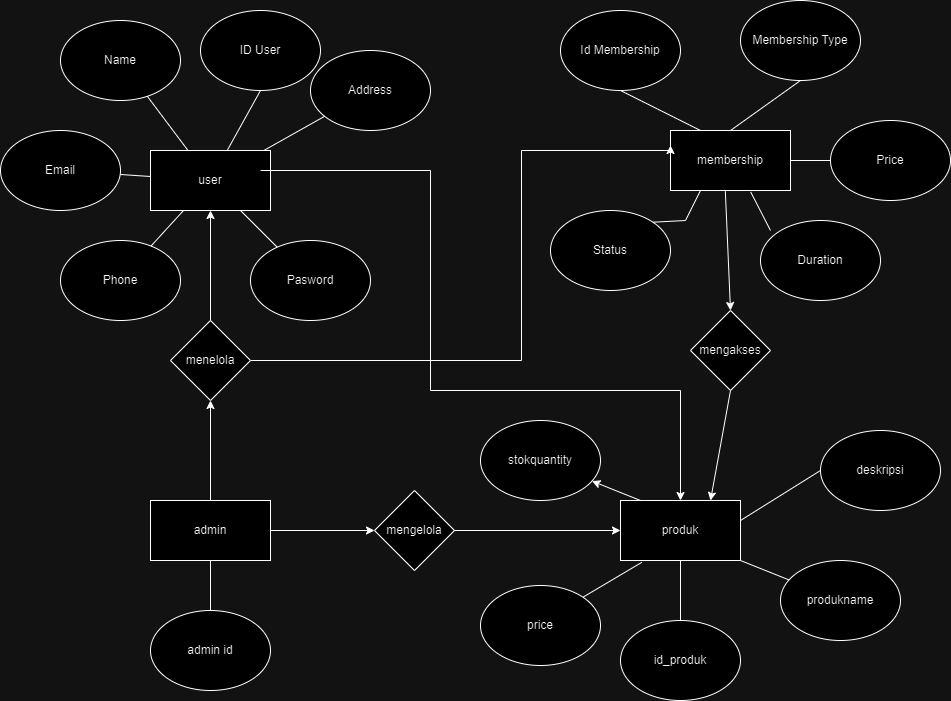 Name
ID User
Address
Email
user
Phone
Pasword
Id Membership
Membership Type
membership
Price
Status
Duration
menelola
mengakses
stokquantity
deskripsi
admin
mengelola
produk
price
produkname
admin id
id_produk